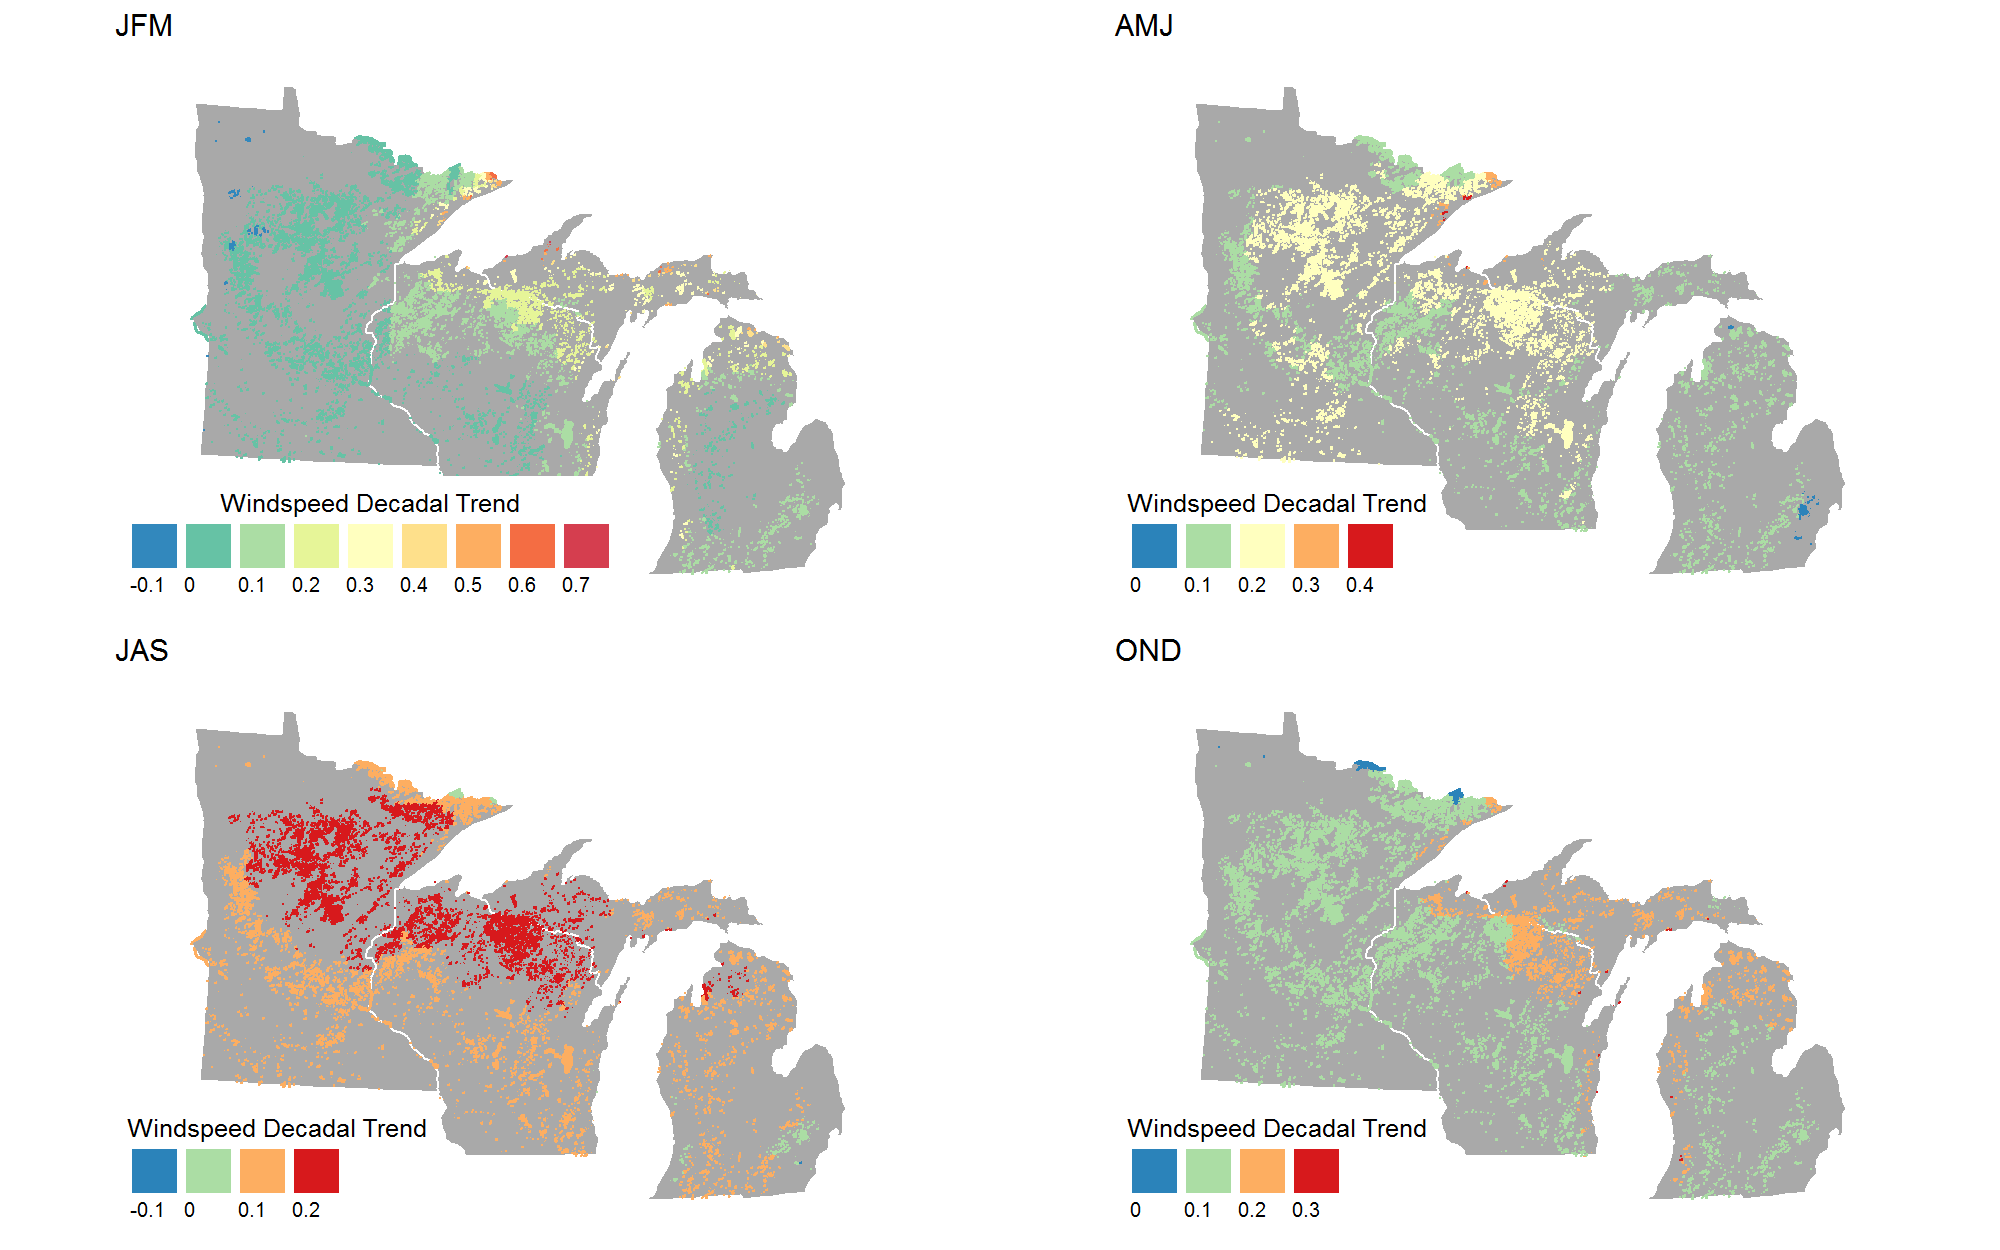 JFM
AMJ
Windspeed Decadal Trend
-0.1 0 0.1 0.2 0.3 0.4 0.5 0.6 0.7
Windspeed Decadal Trend
0 0.1 0.2 0.3 0.4
JAS
OND
Windspeed Decadal Trend
-0.1 0 0.1 0.2
Windspeed Decadal Trend
0 0.1 0.2 0.3